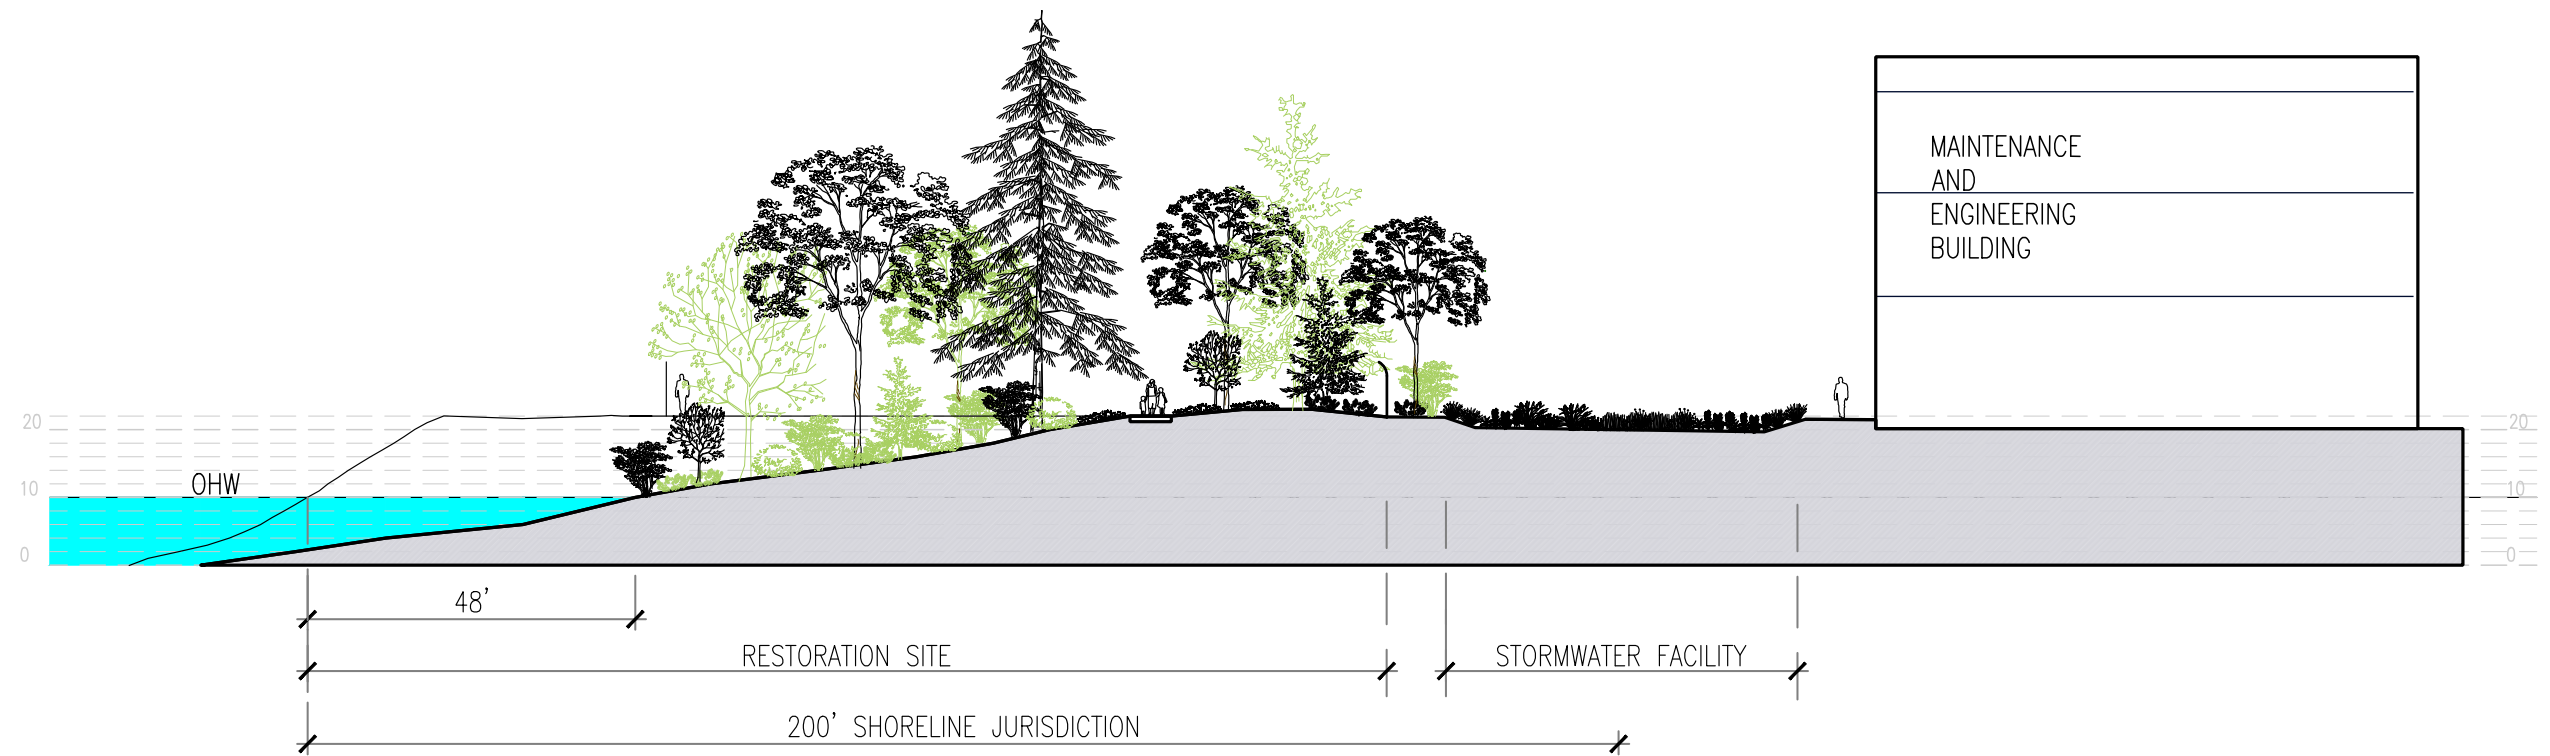 MAINTENANCE
AND
ENGINEERING
BUILDING
20
20
OHW
10
10
0
0
48'
RESTORATION SITE
STORMWATER FACILITY
200' SHORELINE JURISDICTION